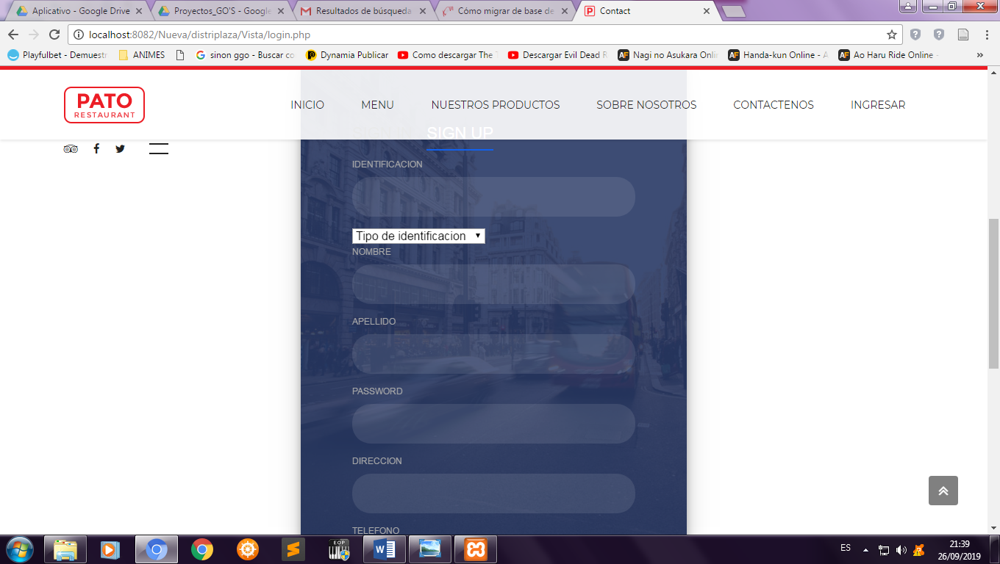 Aplicativo - Google Drive
Proyectos_GO'S - Google
Resultados de búsqueda
Cómo migrar de base de
Contact
localhost:8082/Nueva/distriplaza/Vista/login.php
Playfulbet - Demuestr
ANIMES
sinon ggo - Buscar co
Dynamia Publicar
Como descargar The
Descargar Evil Dead R
Nagi no Asukara Onli
Handa-kun Online - A
Ao Haru Ride Online -
PATO
RESTAURANT
INICIO
MENU
NUESTROS PRODUCTOS
SOBRE NOSOTROS
CONTACTENOS
INGRESAR
SIGN UP
IDENTIFICACION
Tipo de identificacion
NOMBRE
APELLIDO
PASSWORD
DIRECCION
TELEFONO
EOP
ES
21:39
26/09/2019